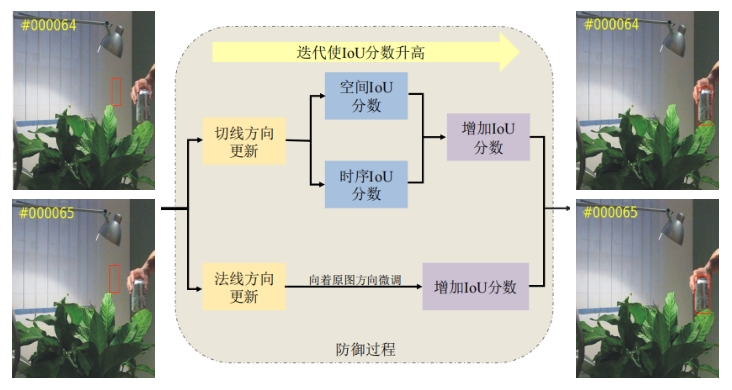 #000064
#000065
迭代使IoU分数升高
切线方向
更新
空间IoU
分数
时序IoU
分数
增加IoU
分数
法线方向
更新
向着原图方向微调
增加IoU分数
防御过程
#000064
#000065